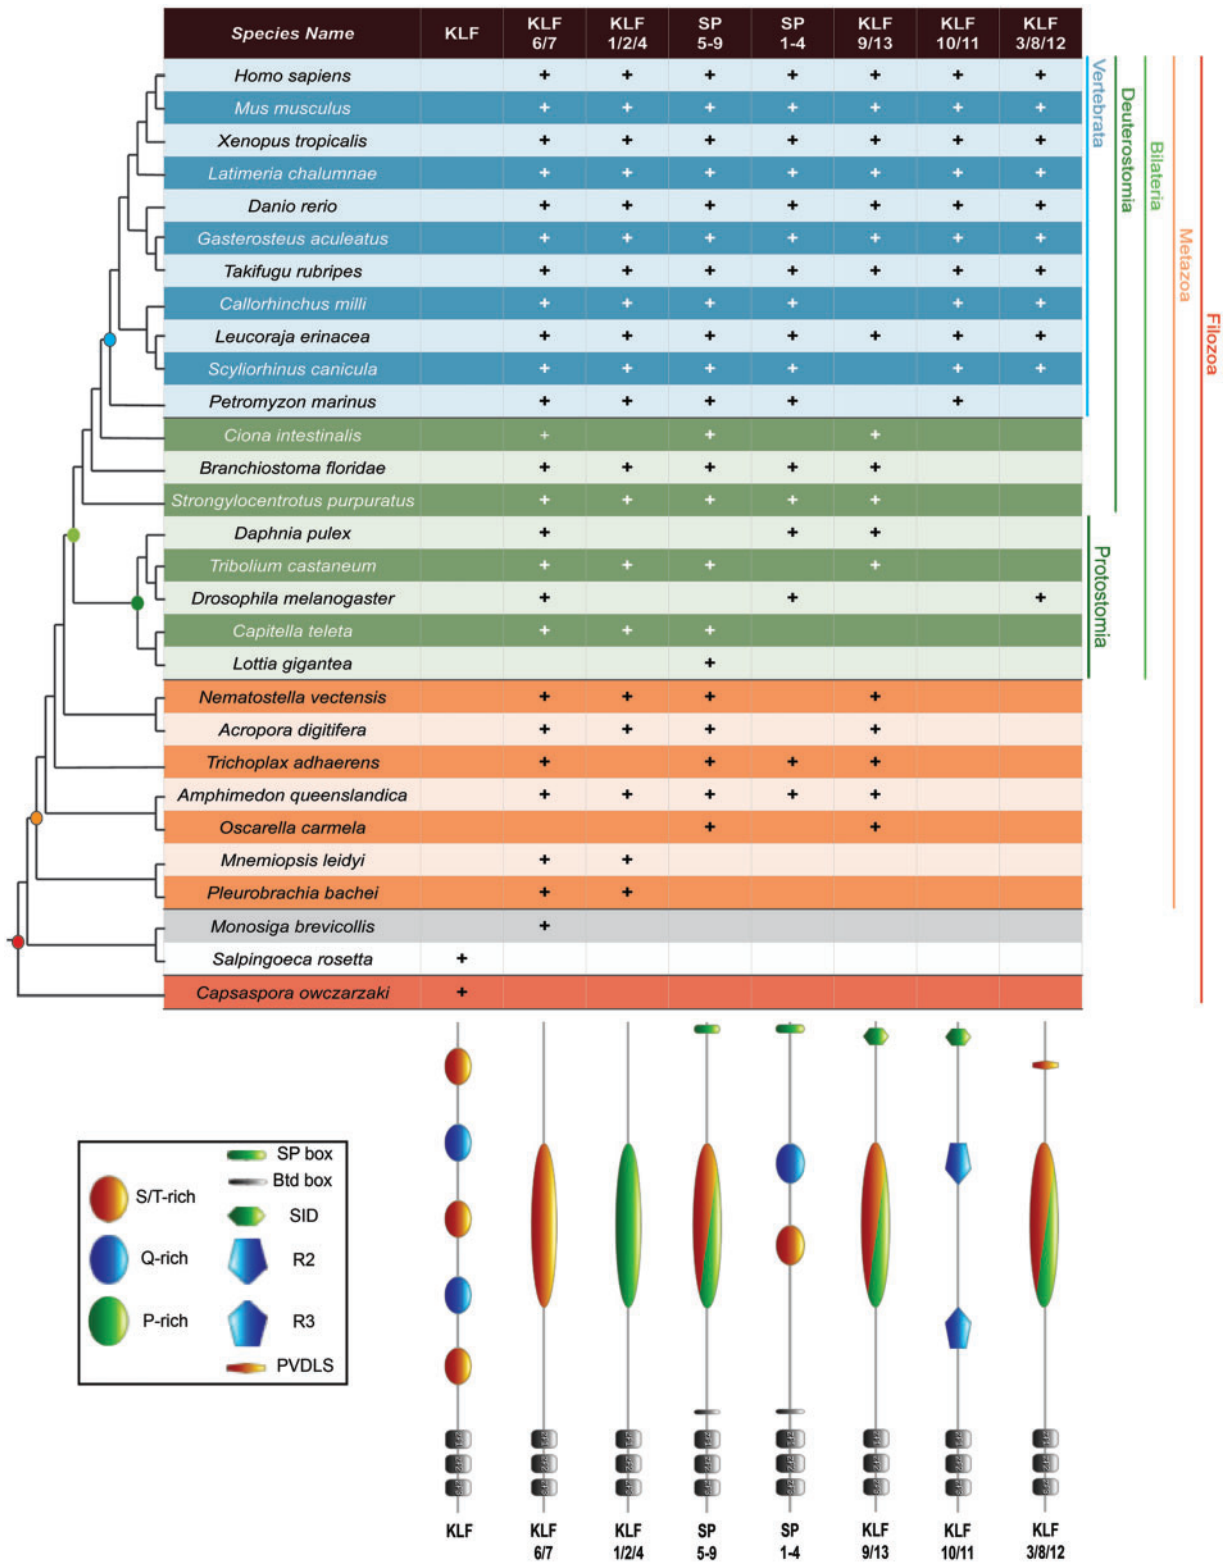 Species Name KLF KLF 6/7 KLF 1/2/4 SP 5-9 SP 1-4 KLF 9/13 KLF 10/11 KLF 3/8/12
Homo sapiens + + + + + + +
Mus musculus + + + + + + +
Xenopus tropicalis + + + + + + +
Latimeria chalumnae + + + + + + +
Danio rerio + + + + + + +
Gasterosteus aculeatus + + + + + + +
Takifugu rubripes + + + + + + +
Callorhinchus milli + + + + + +
Leucoraja erinacea + + + + + + +
Scyliorhinus canicula + + + + + +
Petromyzon marinus + + + + +
Ciona intestinalis + + +
Branchiostoma floridae + + + + +
Strongylocentrotus purpuratus + + + + +
Daphnia pulex + + +
Tribolium castaneum + + + +
Drosophila melanogaster + + +
Capitella teleta + + +
Lottia gigantea +
Nematostella vectensis + + + +
Acropora digitifera + + + +
Trichoplax adhaerens + + + +
Amphimedon queenslandica + + + + +
Oscarella carmela + +
Mnemiopsis leidyi + +
Pleurobrachia bachei + +
Monosiga brevicollis +
Salpingoeca rosetta +
Capsaspora owczarzaki +
Vertebrata
Deuterostomia
Protostomia
Bilateria
Metazoa
Filozoa
S/T-rich
Q-rich
P-rich
SP box
Btd box
SID
R2
R3
PVDLS
KLF KLF KLF SP SP KLF KLF KLF
6/7 1/2/4 5-9 1-4 9/13 10/11 3/8/12